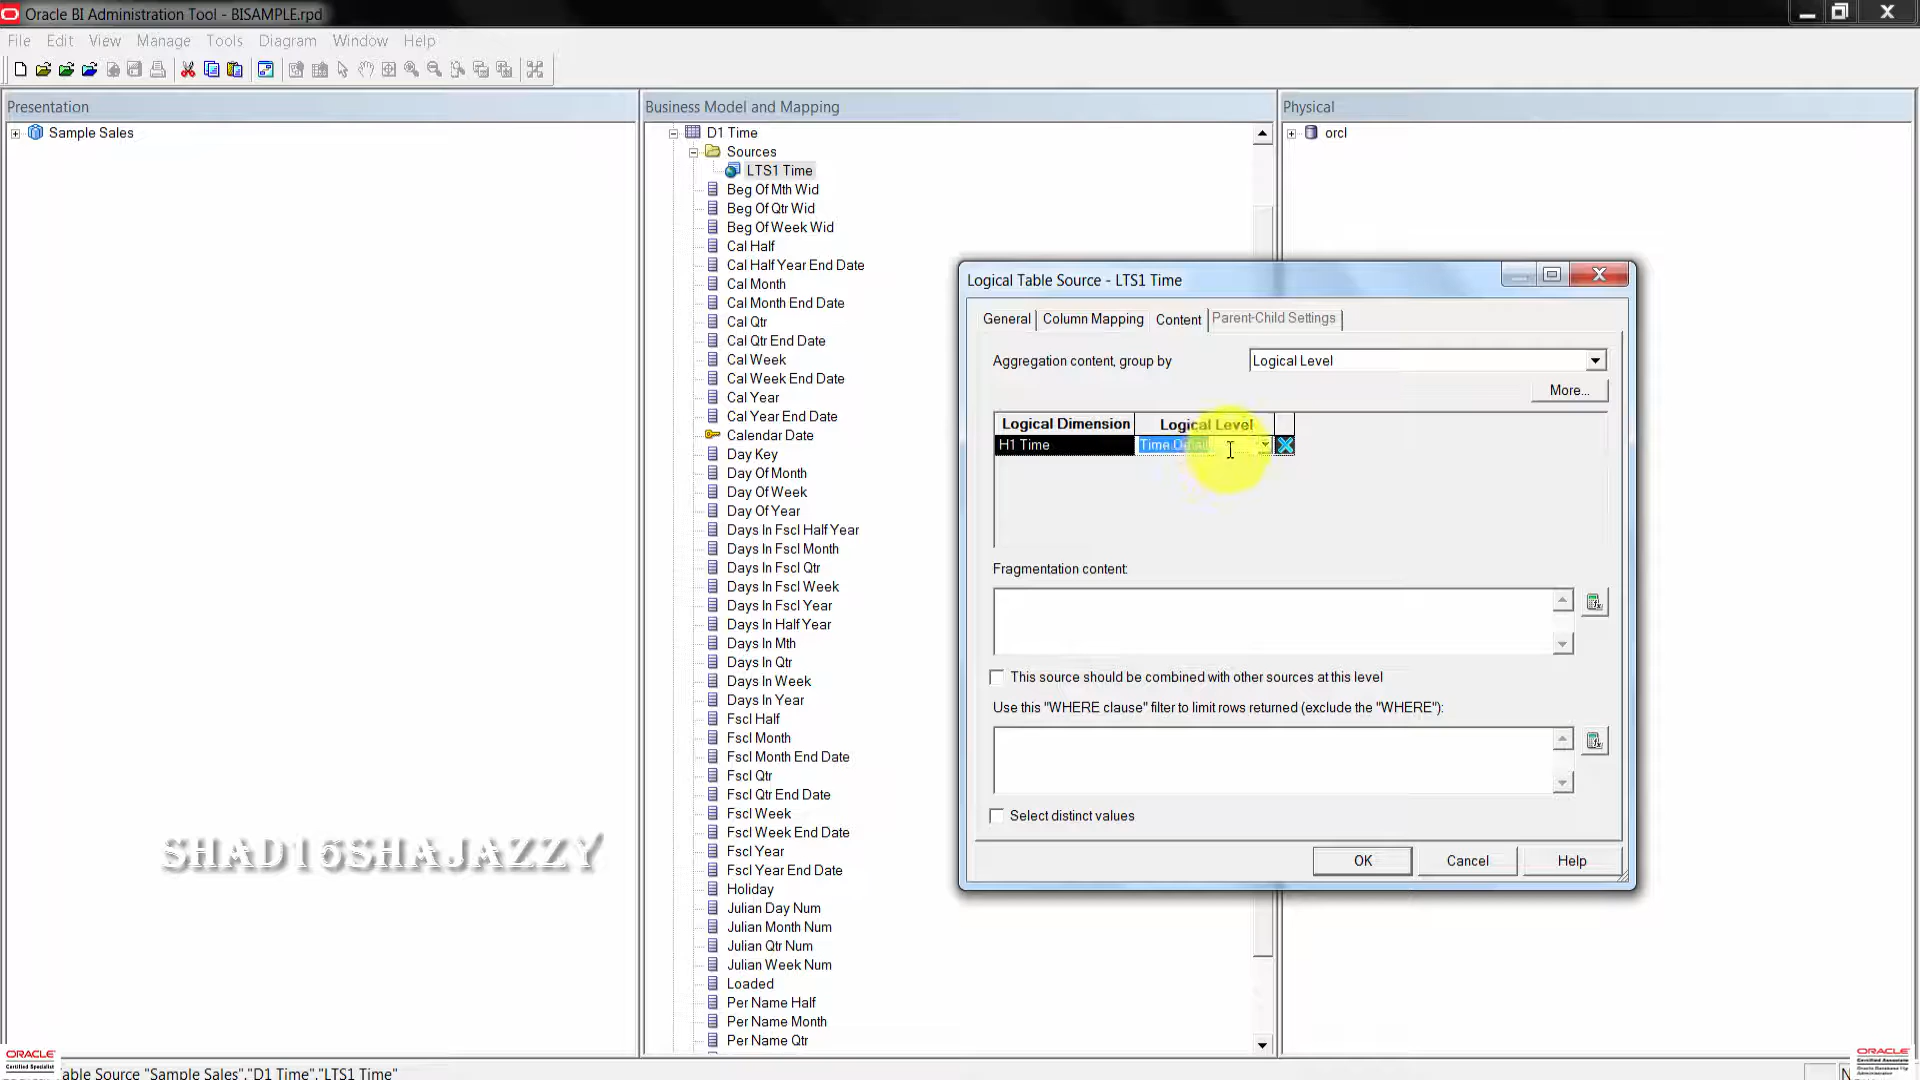 Oracle BI Administration Tool - BISAMPLE.rpd
File Edit View Manage Tools Diagram Window Help
Presentation
Sample Sales
Business Model and Mapping
D1 Time
Sources
LTS1 Time
Beg Of Mth Wid
Beg Of Qtr Wid
Beg Of Week Wid
Cal Half
Cal Half Year End Date
Cal Month
Cal Month End Date
Cal Qtr
Cal Qtr End Date
Cal Week
Cal Week End Date
Cal Year
Cal Year End Date
Calendar Date
Day Key
Day Of Month
Day Of Week
Day Of Year
Days In Fscl Half Year
Days In Fscl Month
Days In Fscl Qtr
Days In Fscl Week
Days In Fscl Year
Days In Half Year
Days In Mth
Days In Qtr
Days In Week
Days In Year
Fscl Half
Fscl Month
Fscl Month End Date
Fscl Qtr
Fscl Qtr End Date
Fscl Week
Fscl Week End Date
Fscl Year
Fscl Year End Date
Holiday
Julian Day Num
Julian Month Num
Julian Qtr Num
Julian Week Num
Loaded
Per Name Half
Per Name Month
Per Name Qtr
Physical
orcl
Logical Table Source - LTS1 Time
General Column Mapping Content Parent-Child Settings
Aggregation content, group by Logical Level
More...
Logical Dimension Logical Level
H1 Time Time Detail
Fragmentation content:
This source should be combined with other sources at this level
Use this "WHERE clause" filter to limit rows returned (exclude the "WHERE"):
Select distinct values
OK Cancel Help
SHAD16SHAJAZZY
ORACLE
Certified Specialist
able Source "Sample Sales"."D1 Time"."LTS1 Time"
ORACLE
Certified Associate
N